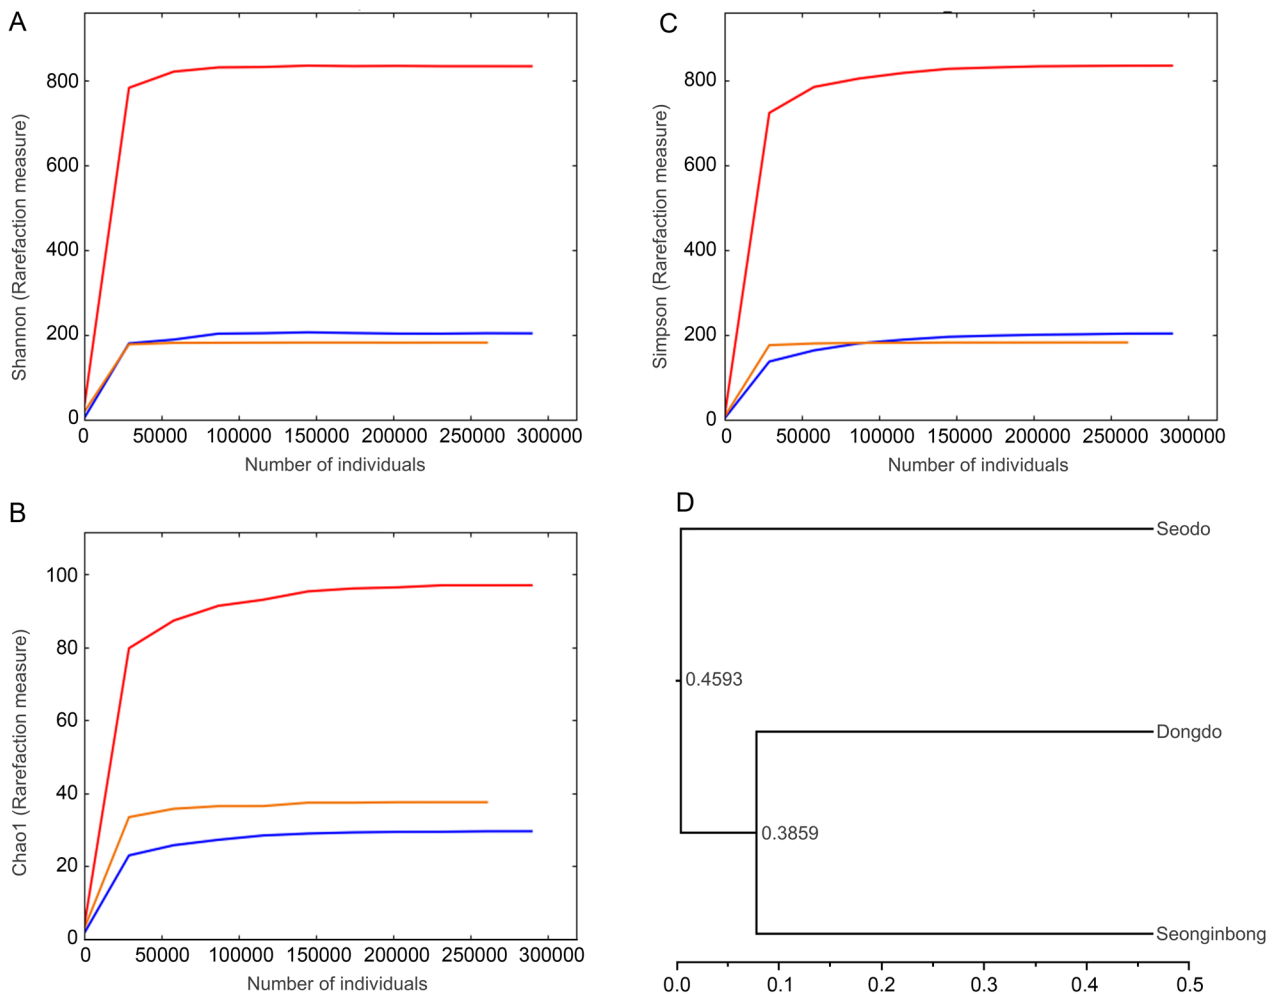 A
Shannon (Rarefaction measure)
800
600
400
200
0
0 50000 100000 150000 200000 250000 300000
Number of individuals
C
Simpson (Rarefaction measure)
800
600
400
200
0
0 50000 100000 150000 200000 250000 300000
Number of individuals
B
Chao1 (Rarefaction measure)
100
80
60
40
20
0
0 50000 100000 150000 200000 250000 300000
Number of individuals
D
Seodo
0.4593
Dongdo
0.3859
Seonginbong
0.0 0.1 0.2 0.3 0.4 0.5